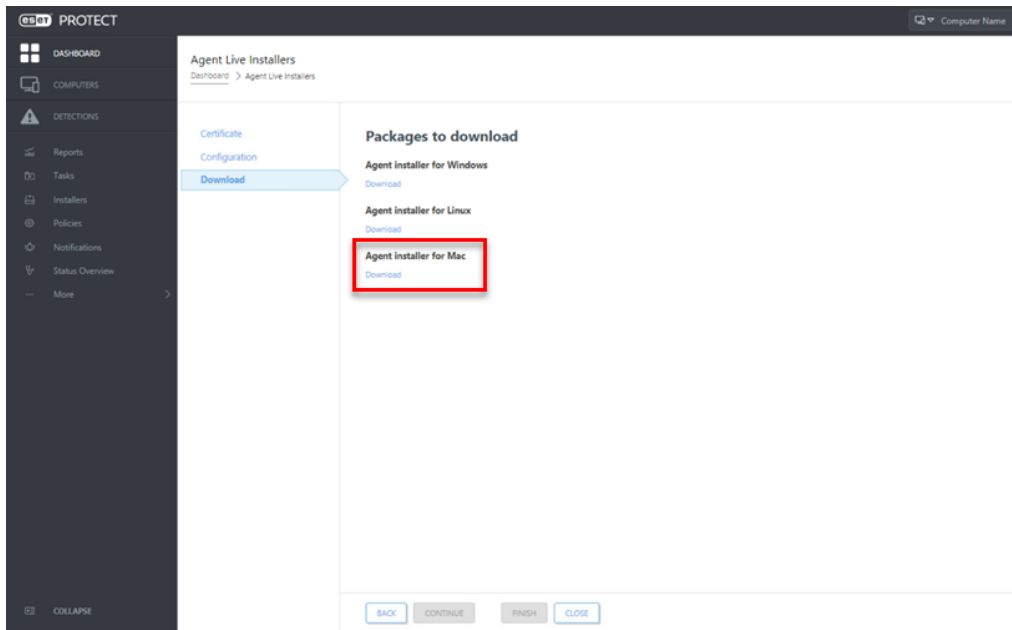 eset PROTECT
Computer Name
DASHBOARD
COMPUTERS
DETECTIONS
Reports
Tasks
Installers
Policies
Notifications
Status Overview
More
COLLAPSE
Agent Live Installers
Dashboard > Agent Live Installers
Certificate
Configuration
Download
Packages to download
Agent installer for Windows
Download
Agent installer for Linux
Download
Agent installer for Mac
Download
BACK CONTINUE FINISH CLOSE